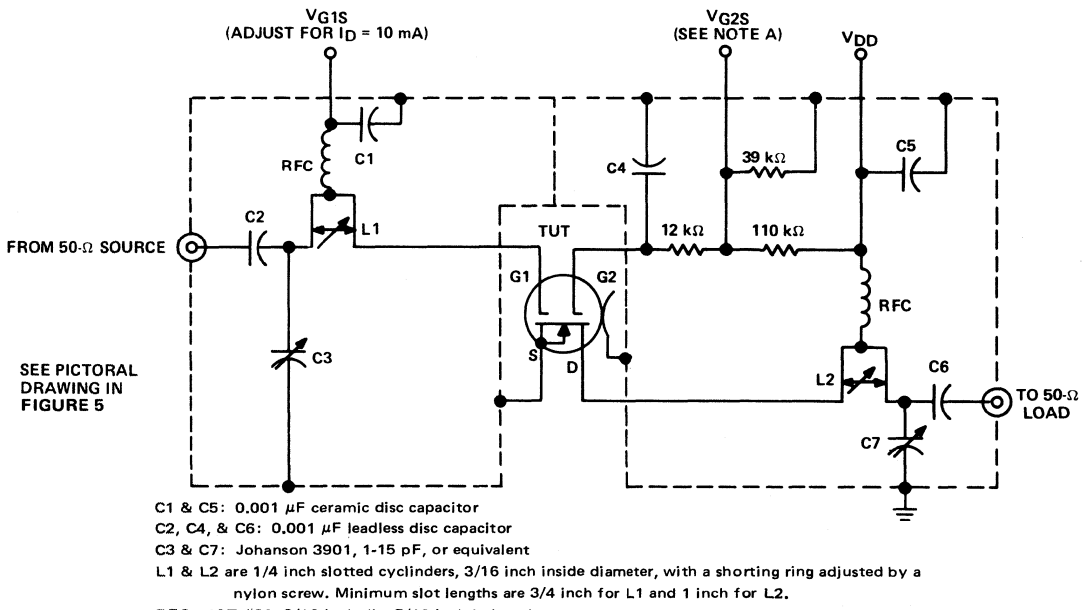 VG1S
(ADJUST FOR ID = 10 mA)
VG2S
(SEE NOTE A)
VDD
C1
RFC
C4
39 kΩ
C5
C2
L1
FROM 50-Ω SOURCE
TUT
12 kΩ
110 kΩ
G1
G2
RFC
S
D
C3
SEE PICTORAL
DRAWING IN
FIGURE 5
L2
C6
TO 50-Ω
LOAD
C7
C1 & C5: 0.001 μF ceramic disc capacitor
C2, C4, & C6: 0.001 μF leadless disc capacitor
C3 & C7: Johanson 3901, 1-15 pF, or equivalent
L1 & L2 are 1/4 inch slotted cyclinders, 3/16 inch inside diameter, with a shorting ring adjusted by a
nylon screw. Minimum slot lengths are 3/4 inch for L1 and 1 inch for L2.